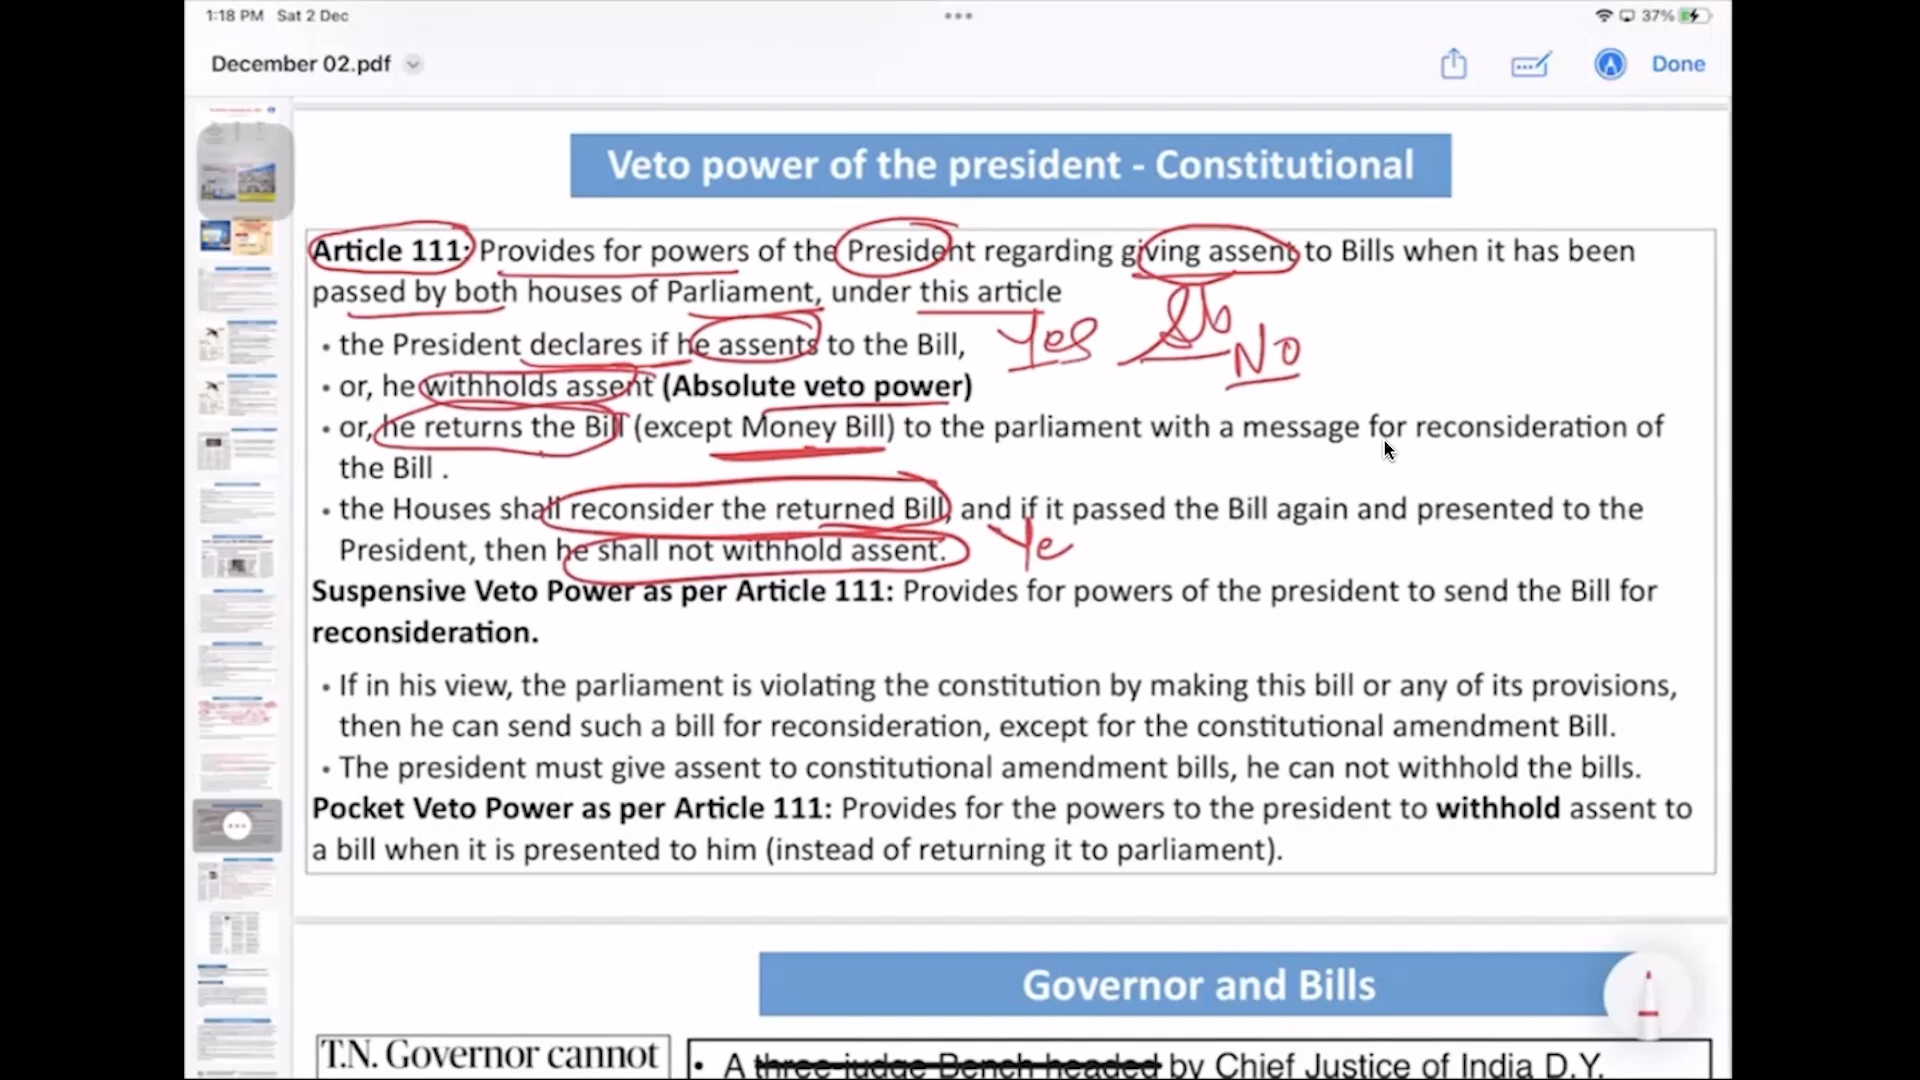 1:18 PM Sat 2 Dec
37%
December 02.pdf
Done
Veto power of the president - Constitutional
Article 111: Provides for powers of the President regarding giving assent to Bills when it has been
passed by both houses of Parliament, under this article
• the President declares if he assents to the Bill,
Yes
No
• or, he withholds assent (Absolute veto power)
• or, he returns the Bill (except Money Bill) to the parliament with a message for reconsideration of
the Bill .
• the Houses shall reconsider the returned Bill, and if it passed the Bill again and presented to the
President, then he shall not withhold assent.
Ye
Suspensive Veto Power as per Article 111: Provides for powers of the president to send the Bill for
reconsideration.
• If in his view, the parliament is violating the constitution by making this bill or any of its provisions,
then he can send such a bill for reconsideration, except for the constitutional amendment Bill.
• The president must give assent to constitutional amendment bills, he can not withhold the bills.
Pocket Veto Power as per Article 111: Provides for the powers to the president to withhold assent to
a bill when it is presented to him (instead of returning it to parliament).
Governor and Bills
T.N. Governor cannot
• A three-judge Bench headed by Chief Justice of India D.Y.